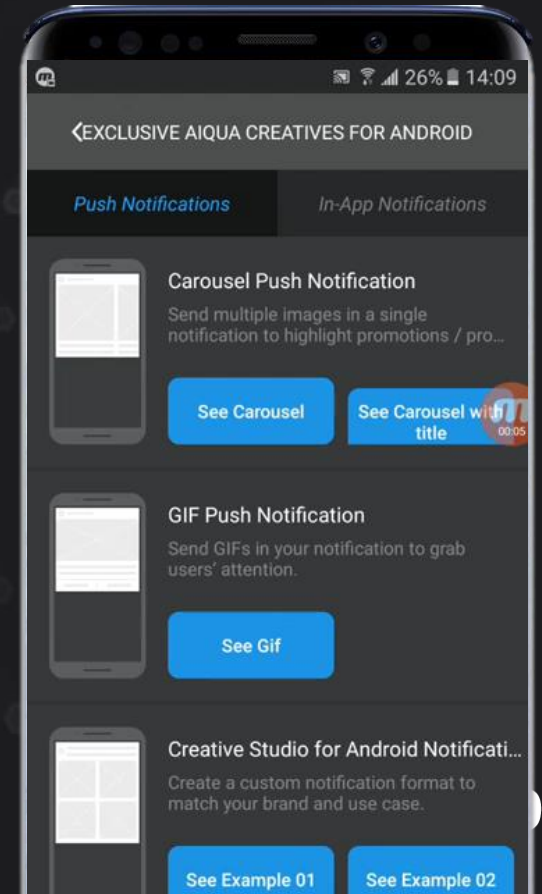 26% 14:09
EXCLUSIVE AIQUA CREATIVES FOR ANDROID
Push Notifications
In-App Notifications
Carousel Push Notification
Send multiple images in a single
notification to highlight promotions / pro...
See Carousel
See Carousel with
title
00:05
GIF Push Notification
Send GIFs in your notification to grab
users' attention.
See Gif
Creative Studio for Android Notificati...
Create a custom notification format to
match your brand and use case.
See Example 01
See Example 02